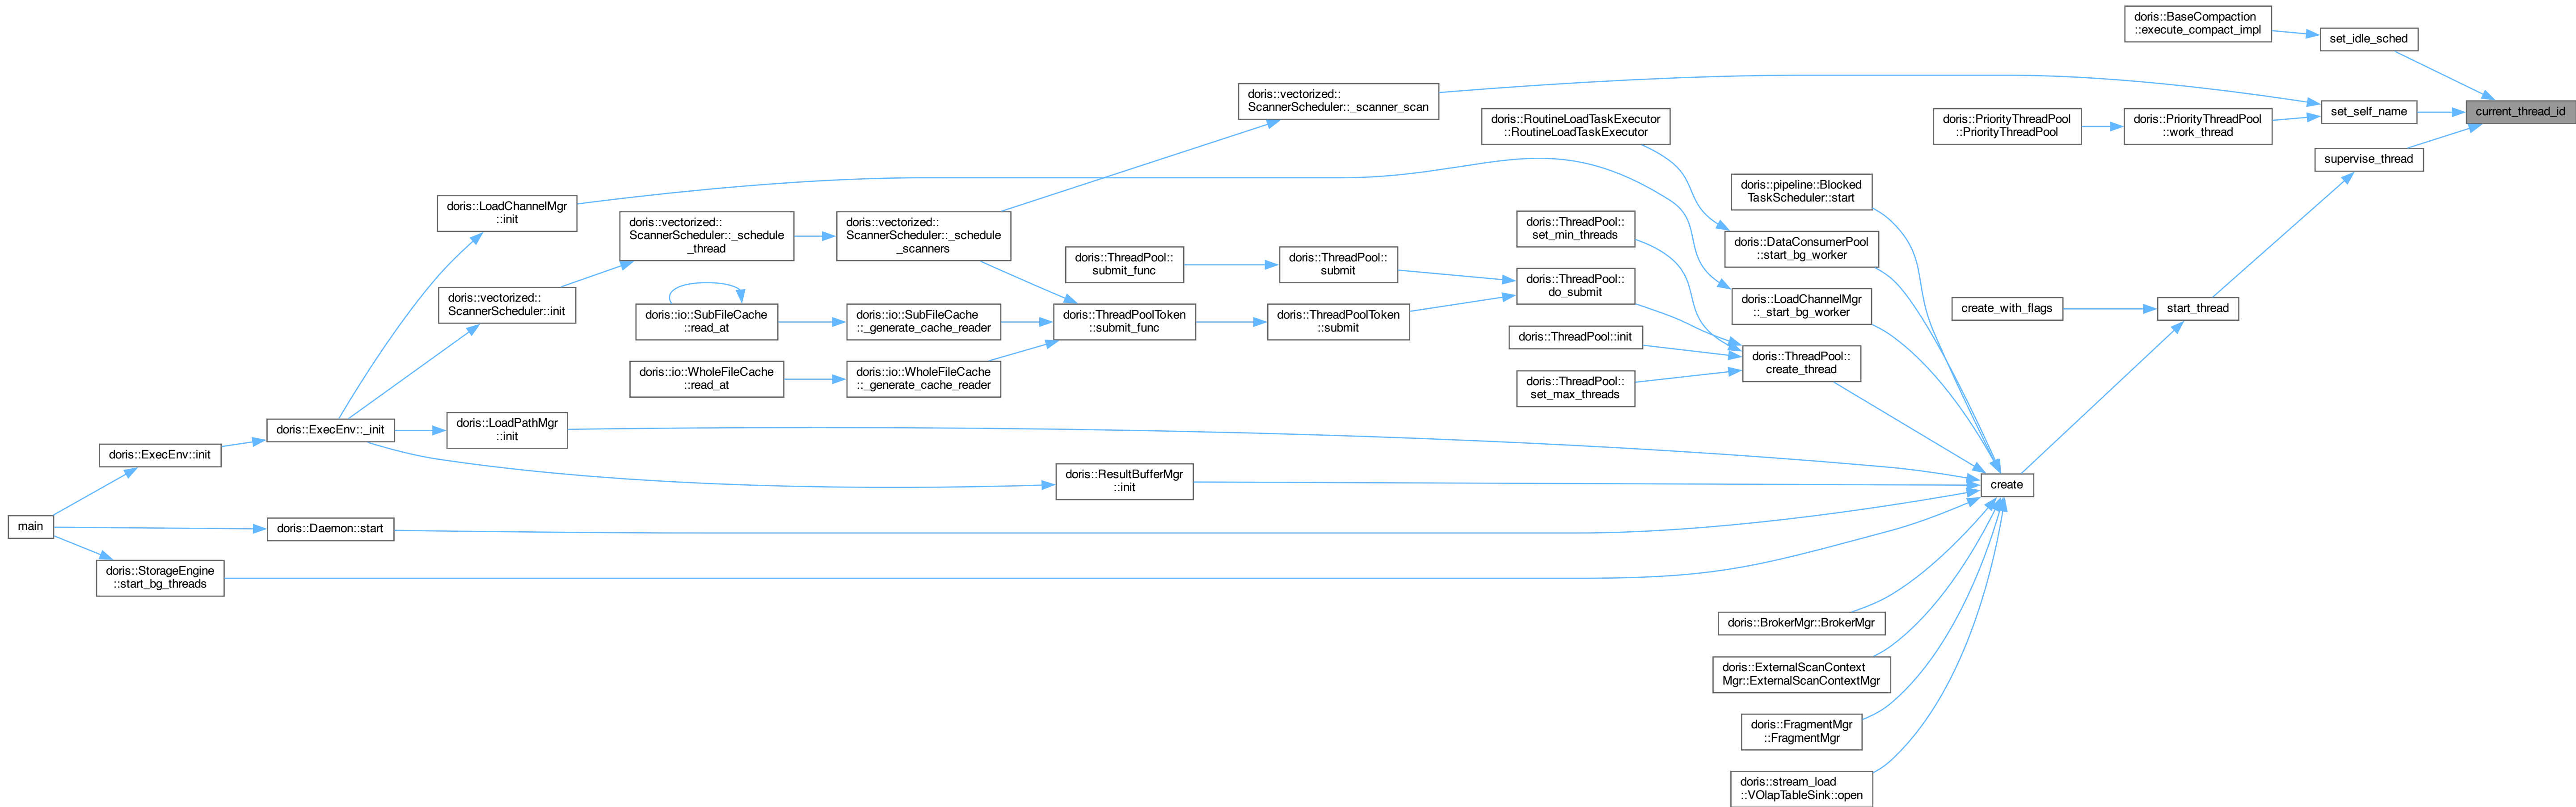 doris::BaseCompaction
::execute_compact_impl
set_idle_sched
doris::vectorized::
ScannerScheduler::_scanner_scan
current_thread_id
set_self_name
doris::RoutineLoadTaskExecutor
::RoutineLoadTaskExecutor
doris::PriorityThreadPool
::PriorityThreadPool
doris::PriorityThreadPool
::work_thread
supervise_thread
doris::pipeline::Blocked
TaskScheduler::start
doris::LoadChannelMgr
::init
doris::vectorized::
ScannerScheduler::_schedule
_thread
doris::vectorized::
ScannerScheduler::_schedule
_scanners
doris::ThreadPool::
set_min_threads
doris::DataConsumerPool
::start_bg_worker
doris::ThreadPool::
submit_func
doris::ThreadPool::
submit
doris::ThreadPool::
do_submit
doris::vectorized::
ScannerScheduler::init
doris::LoadChannelMgr
::_start_bg_worker
create_with_flags
start_thread
doris::io::SubFileCache
::read_at
doris::io::SubFileCache
::_generate_cache_reader
doris::ThreadPoolToken
::submit_func
doris::ThreadPoolToken
::submit
doris::ThreadPool::init
doris::ThreadPool::
create_thread
doris::io::WholeFileCache
::read_at
doris::io::WholeFileCache
::_generate_cache_reader
doris::ThreadPool::
set_max_threads
doris::ExecEnv::_init
doris::LoadPathMgr
::init
doris::ExecEnv::init
doris::ResultBufferMgr
::init
create
main
doris::Daemon::start
doris::StorageEngine
::start_bg_threads
doris::BrokerMgr::BrokerMgr
doris::ExternalScanContext
Mgr::ExternalScanContextMgr
doris::FragmentMgr
::FragmentMgr
doris::stream_load
::VOlapTableSink::open